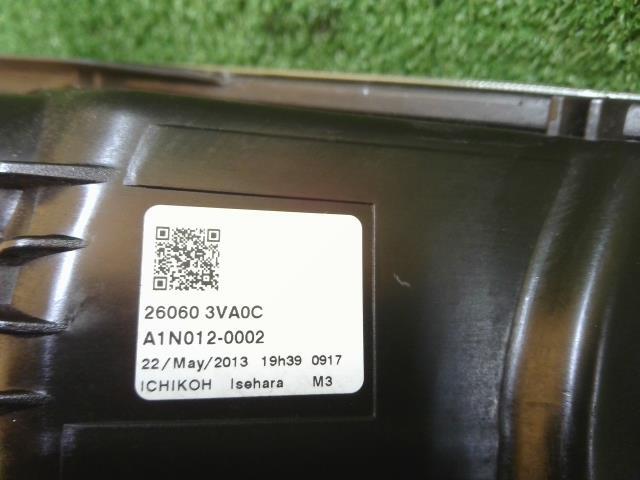 26060 3VA0C
A1N012-0002
22/May/2013 19h39 0917
ICHIKOH Isehara M3